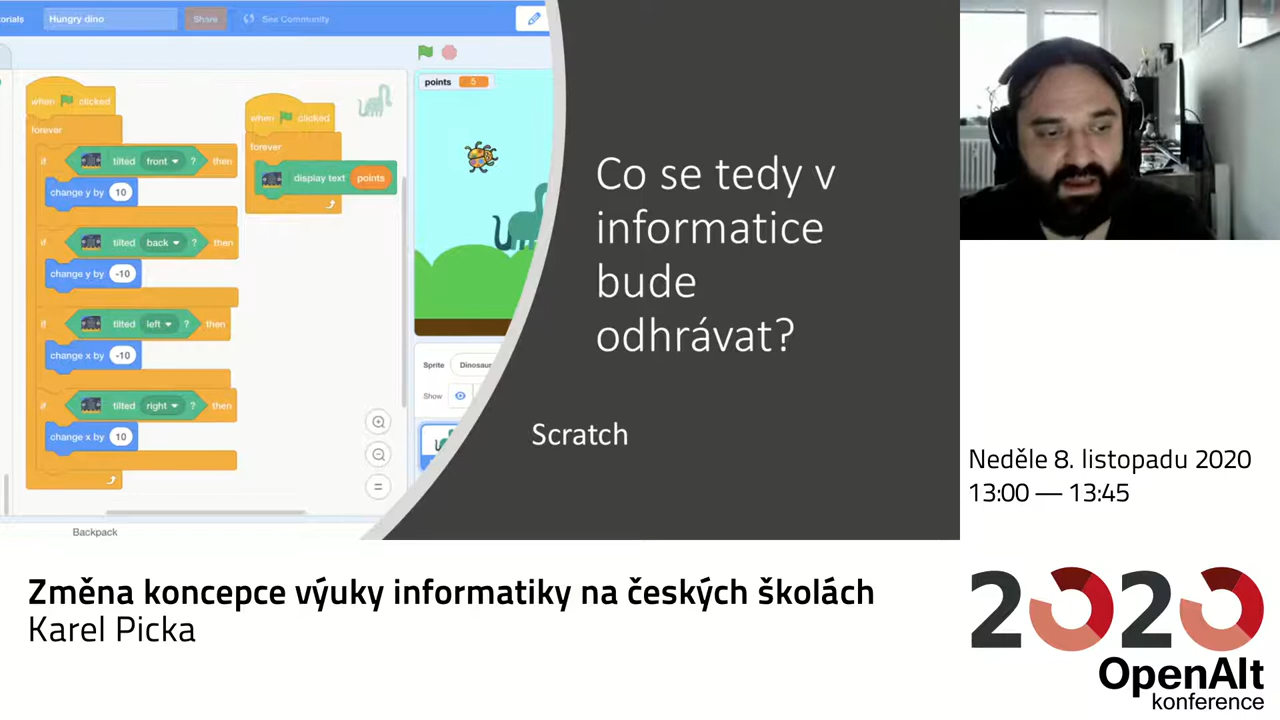 orials
Hungry dino
Share
See Community
when clicked
forever
if tilted front ? then
change y by 10
if tilted back ? then
change y by -10
if tilted left ? then
change x by -10
if tilted right ? then
change x by 10
when clicked
forever
display text points
Backpack
points 5
Sprite Dinosaur
Show
Co se tedy v
informatice
bude
odhrávat?
Scratch
Neděle 8. listopadu 2020
13:00 — 13:45
Změna koncepce výuky informatiky na českých školách
Karel Picka
2020
OpenAlt
konference